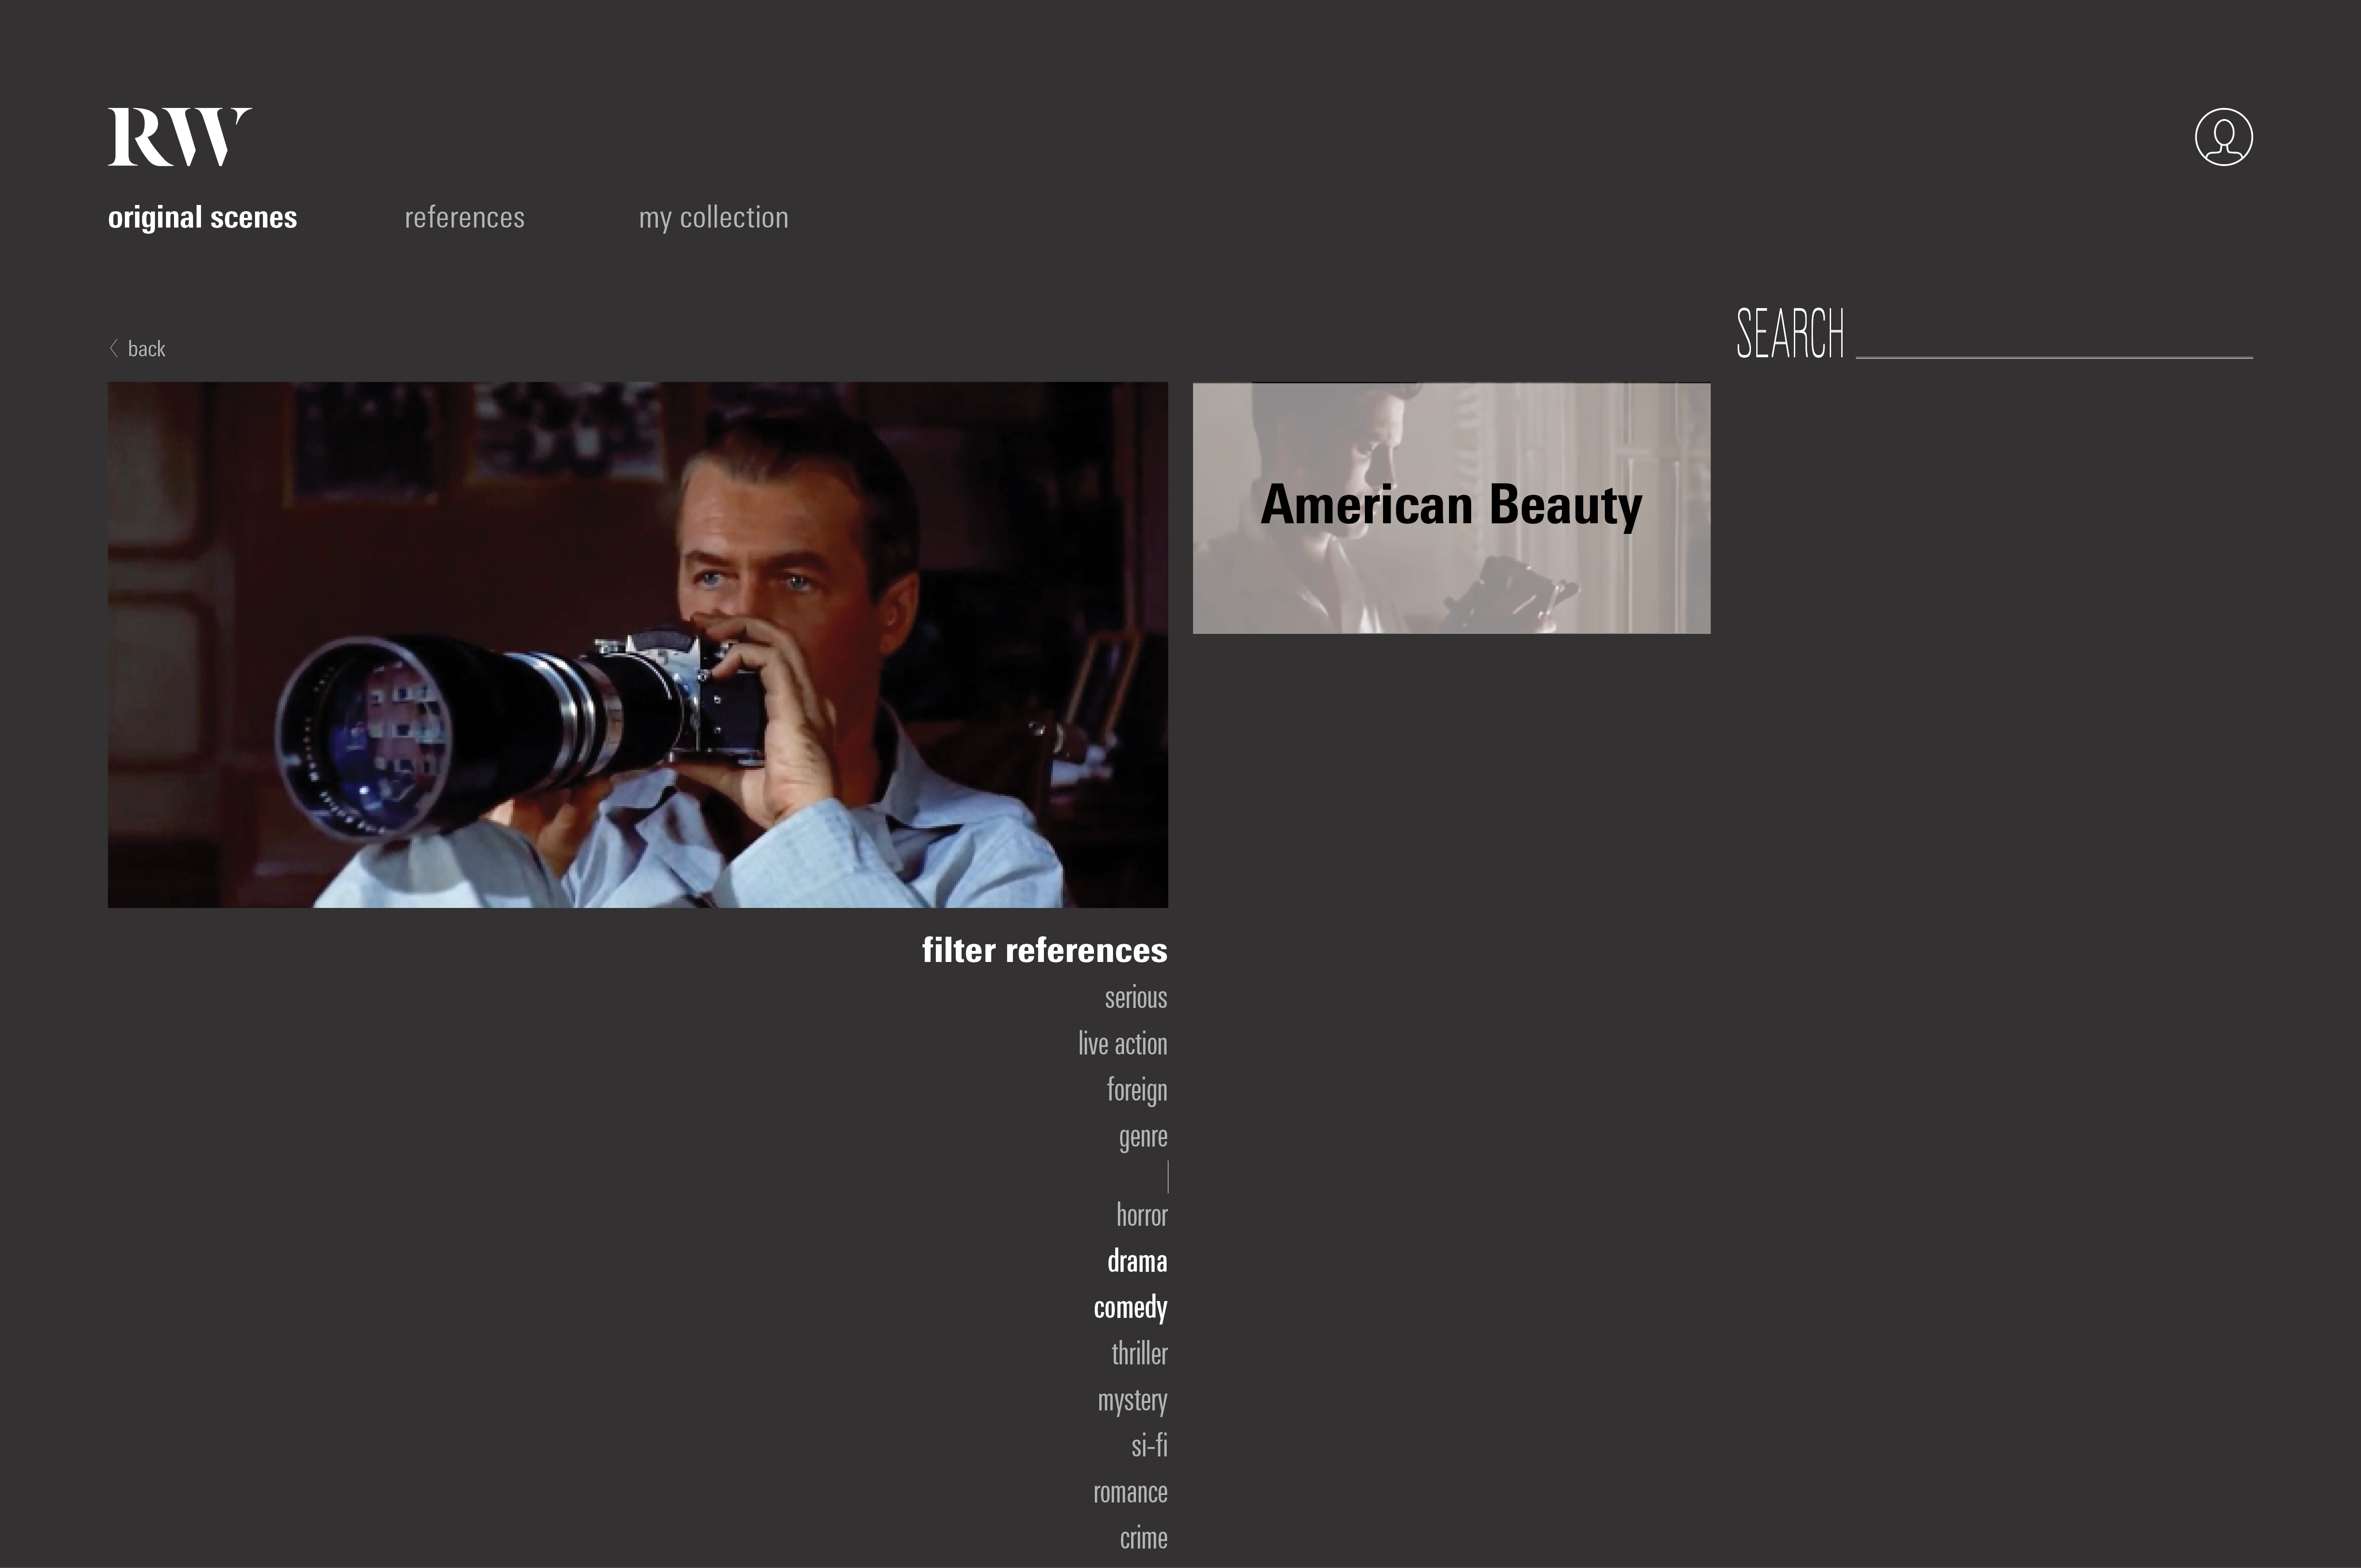 RW
original scenes references my collection
SEARCH
back
American Beauty
filter references
serious
live action
foreign
genre
horror
drama
comedy
thriller
mystery
si-fi
romance
crime